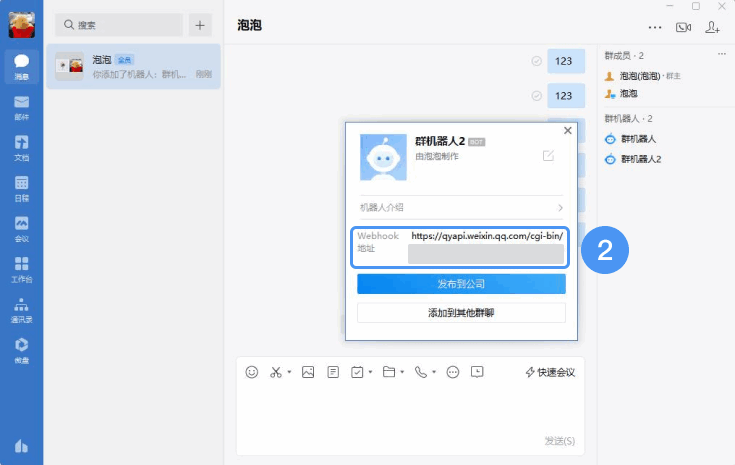 搜索
泡泡
泡泡 全员
你添加了机器人：群机... 刚刚
消息
邮件
文档
日程
会议
工作台
通讯录
微盘
123
123
群成员 · 2
泡泡(泡泡) · 群主
泡泡
群机器人 · 2
群机器人
群机器人2
群机器人2 BOT
由泡泡制作
机器人介绍
Webhook 地址
https://qyapi.weixin.qq.com/cgi-bin/
发布到公司
添加到其他群聊
2
快速会议
发送(S)